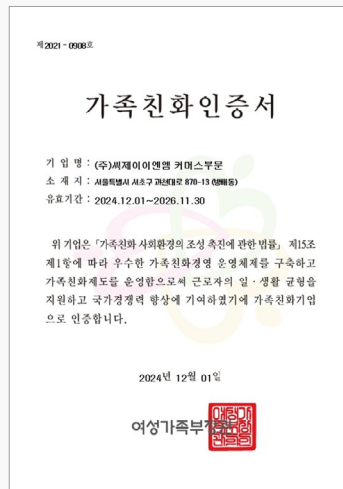 제2021-0908호
가족친화인증서
기 업 명 : (주)씨제이이엔엠 커머스부문
소 재 지 : 서울특별시 서초구 과천대로 870-13 (방배동)
유효기간 : 2024.12.01~2026.11.30
위 기업은 「가족친화 사회환경의 조성 촉진에 관한 법률」 제15조
제1항에 따라 우수한 가족친화경영 운영체제를 구축하고
가족친화제도를 운영함으로써 근로자의 일·생활 균형을
지원하고 국가경쟁력 향상에 기여하였기에 가족친화기업
으로 인증합니다.
2024년 12월 01일
여성가족부장관